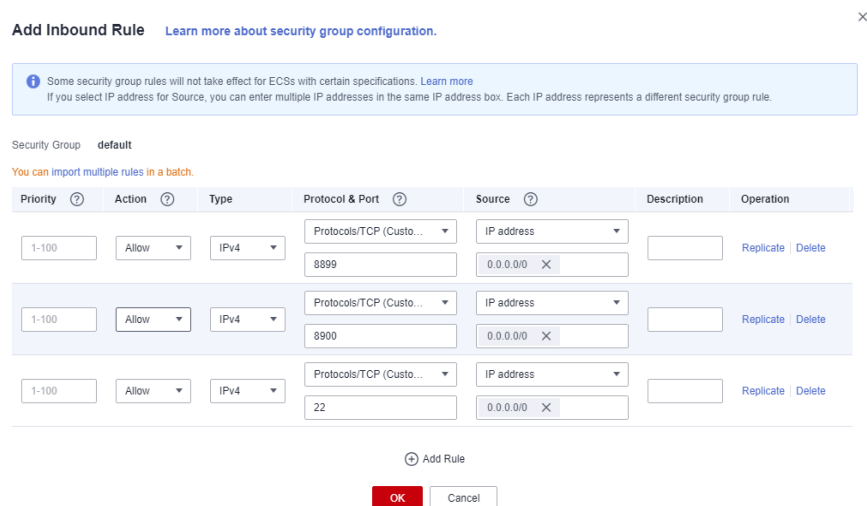 Add Inbound Rule Learn more about security group configuration.
Some security group rules will not take effect for ECSs with certain specifications. Learn more
If you select IP address for Source, you can enter multiple IP addresses in the same IP address box. Each IP address represents a different security group rule.
Security Group default
You can import multiple rules in a batch.
Priority Action Type Protocol & Port Source Description Operation
Protocols/TCP (Custo... IP address
1-100 Allow IPv4 Replicate Delete
8899 0.0.0.0/0
Protocols/TCP (Custo... IP address
1-100 Allow IPv4 Replicate Delete
8900 0.0.0.0/0
Protocols/TCP (Custo... IP address
1-100 Allow IPv4 Replicate Delete
22 0.0.0.0/0
Add Rule
OK Cancel